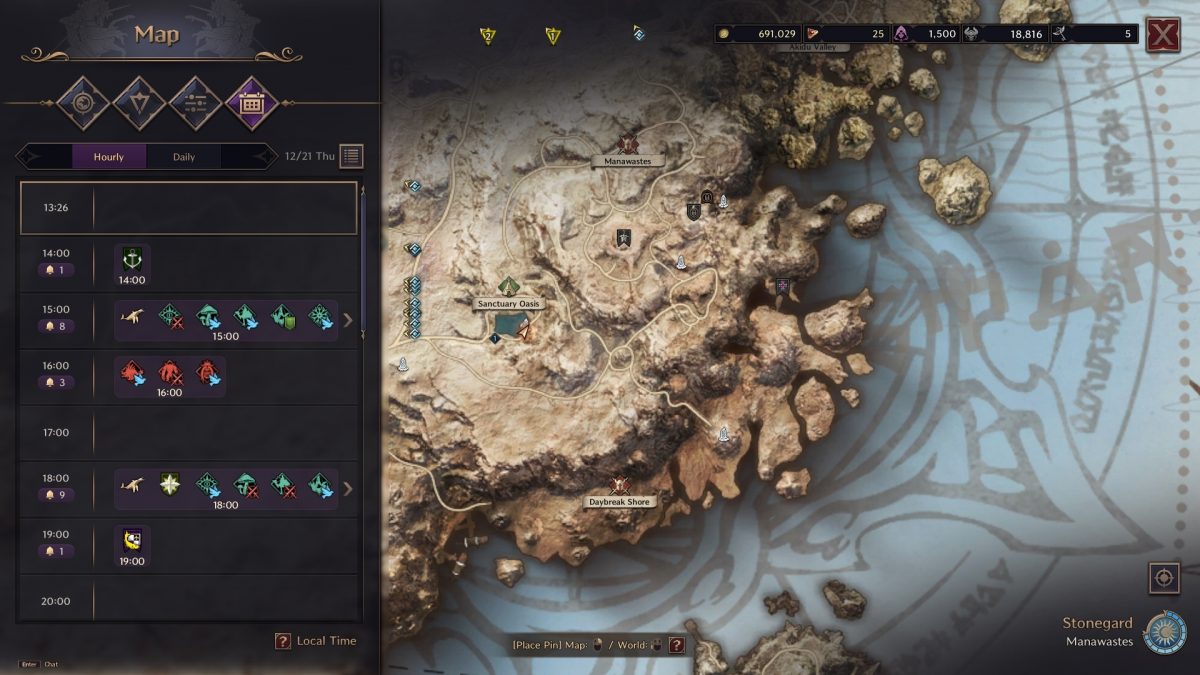 Map
691,029
25
1,500
18,816
5
Akidu Valley
2
1
Hourly
Daily
12/21 Thu
13:26
14:00
1
14:00
15:00
8
15:00
16:00
3
16:00
17:00
18:00
9
18:00
19:00
1
19:00
20:00
? Local Time
Enter Chat
Manawastes
Sanctuary Oasis
1
Daybreak Shore
[Place Pin] Map: / World: ?
Stonegard
Manawastes